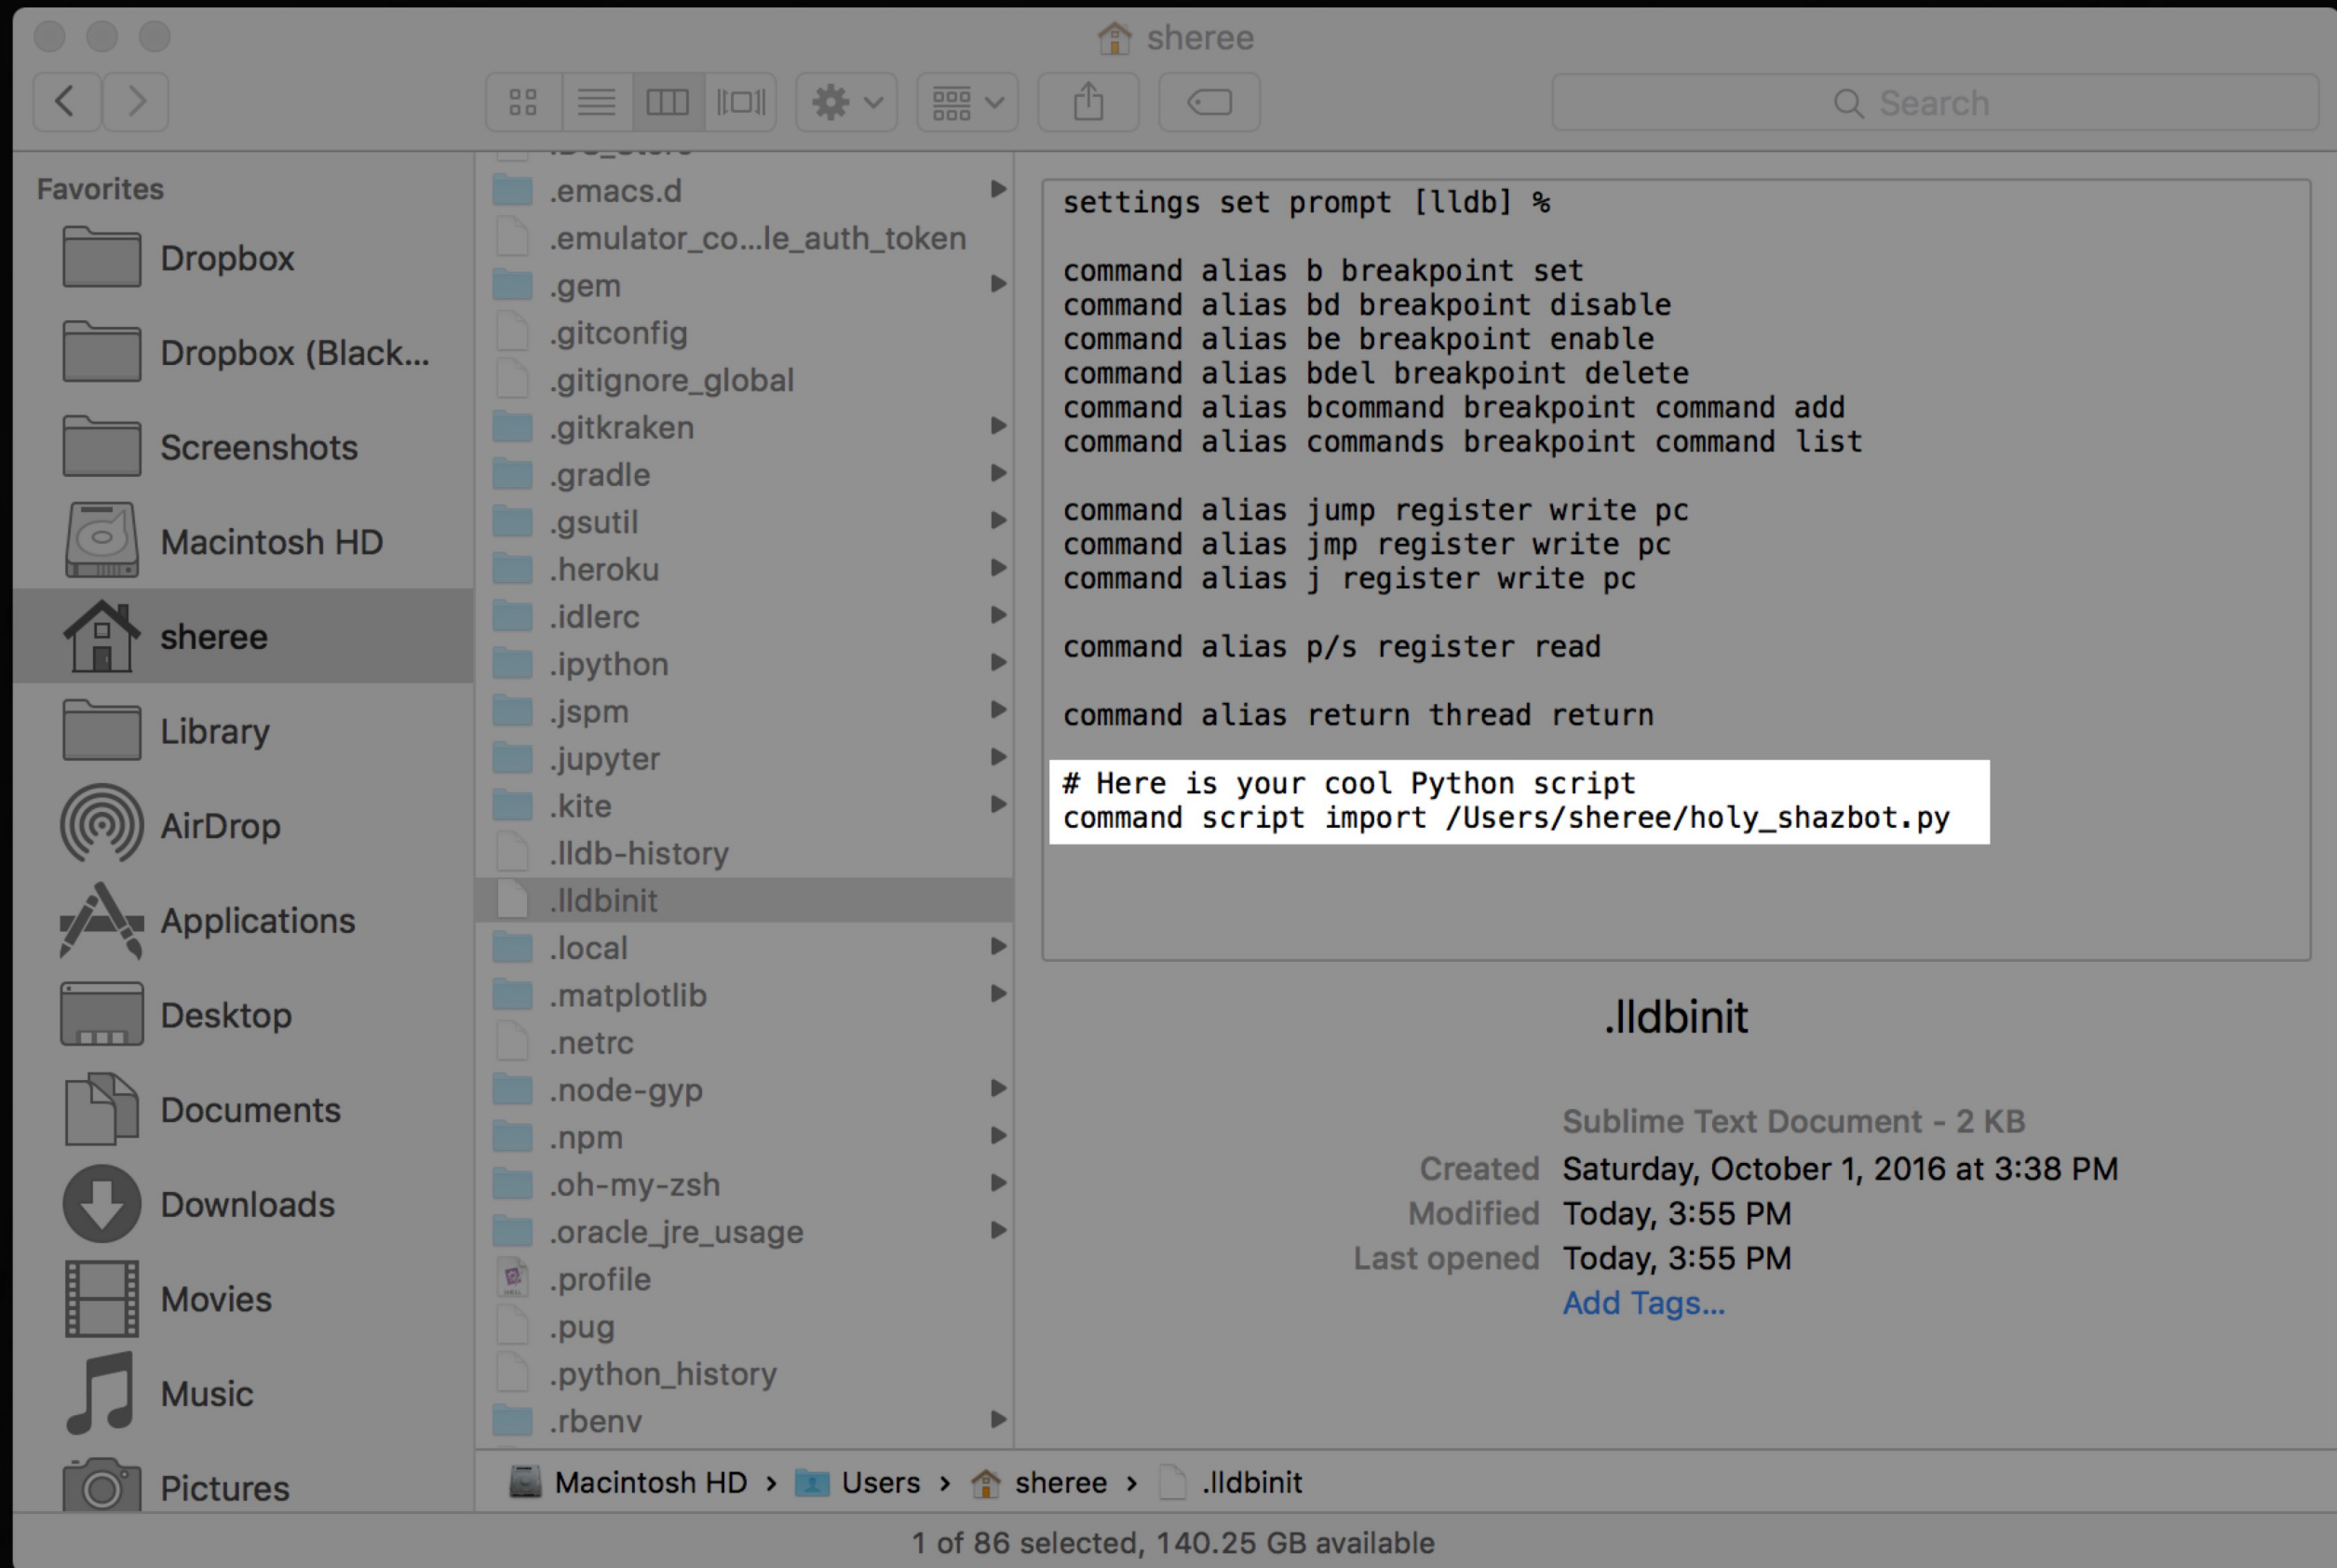 sheree
Search
Favorites
Dropbox
Dropbox (Black...
Screenshots
Macintosh HD
sheree
Library
AirDrop
Applications
Desktop
Documents
Downloads
Movies
Music
Pictures
.emacs.d
.emulator_co...le_auth_token
.gem
.gitconfig
.gitignore_global
.gitkraken
.gradle
.gsutil
.heroku
.idlerc
.ipython
.jspm
.jupyter
.kite
.lldb-history
.lldbinit
.local
.matplotlib
.netrc
.node-gyp
.npm
.oh-my-zsh
.oracle_jre_usage
.profile
.pug
.python_history
.rbenv
settings set prompt [lldb] %
command alias b breakpoint set
command alias bd breakpoint disable
command alias be breakpoint enable
command alias bdel breakpoint delete
command alias bcommand breakpoint command add
command alias commands breakpoint command list
command alias jump register write pc
command alias jmp register write pc
command alias j register write pc
command alias p/s register read
command alias return thread return
# Here is your cool Python script
command script import /Users/sheree/holy_shazbot.py
.lldbinit
Sublime Text Document - 2 KB
Created Saturday, October 1, 2016 at 3:38 PM
Modified Today, 3:55 PM
Last opened Today, 3:55 PM
Add Tags...
Macintosh HD › Users › sheree › .lldbinit
1 of 86 selected, 140.25 GB available